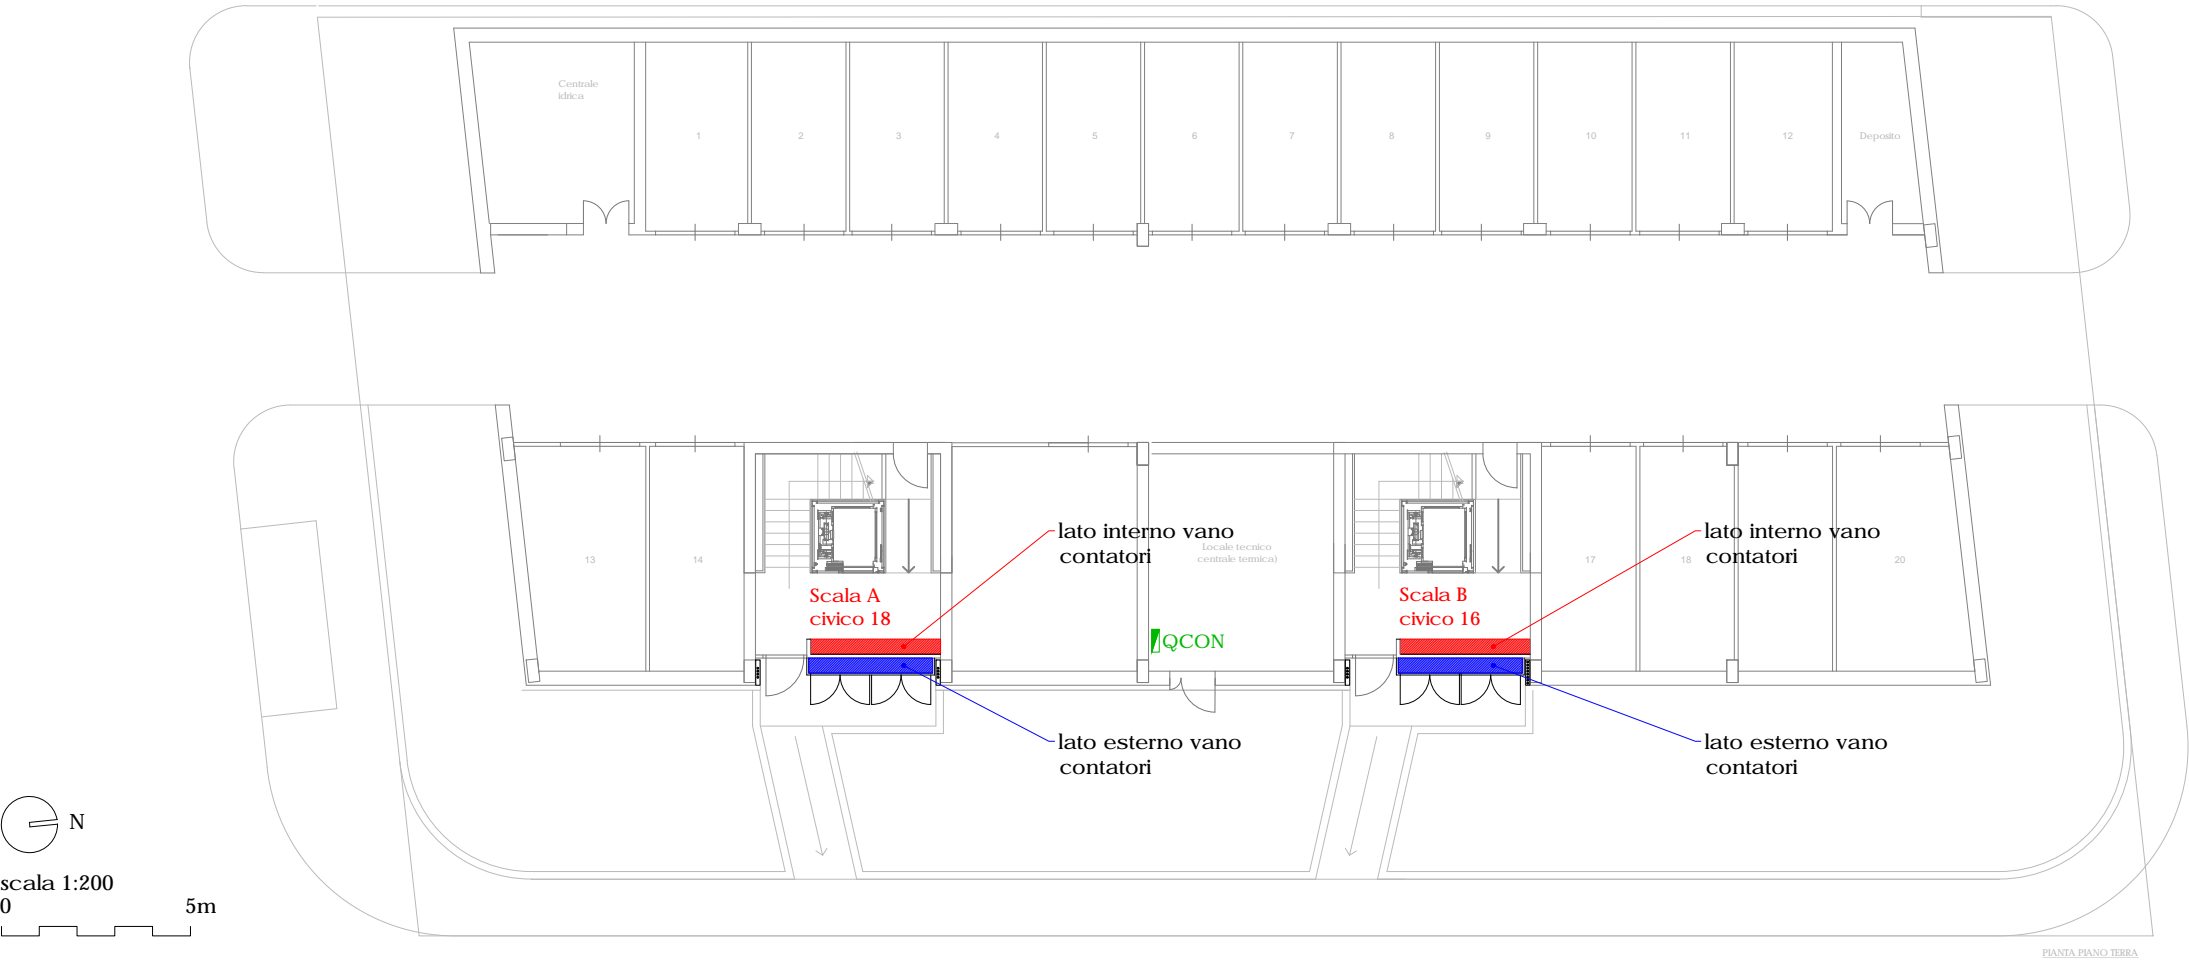 Centrale
idrica
1
2
3
4
5
6
7
8
9
10
11
12
Deposito
lato interno vano
contatori
lato interno vano
contatori
Locale tecnico
centrale termica)
13
14
17
18
20
Scala A
civico 18
Scala B
civico 16
QCON
lato esterno vano
contatori
lato esterno vano
contatori
N
scala 1:200
0 5m
PIANTA PIANO TERRA